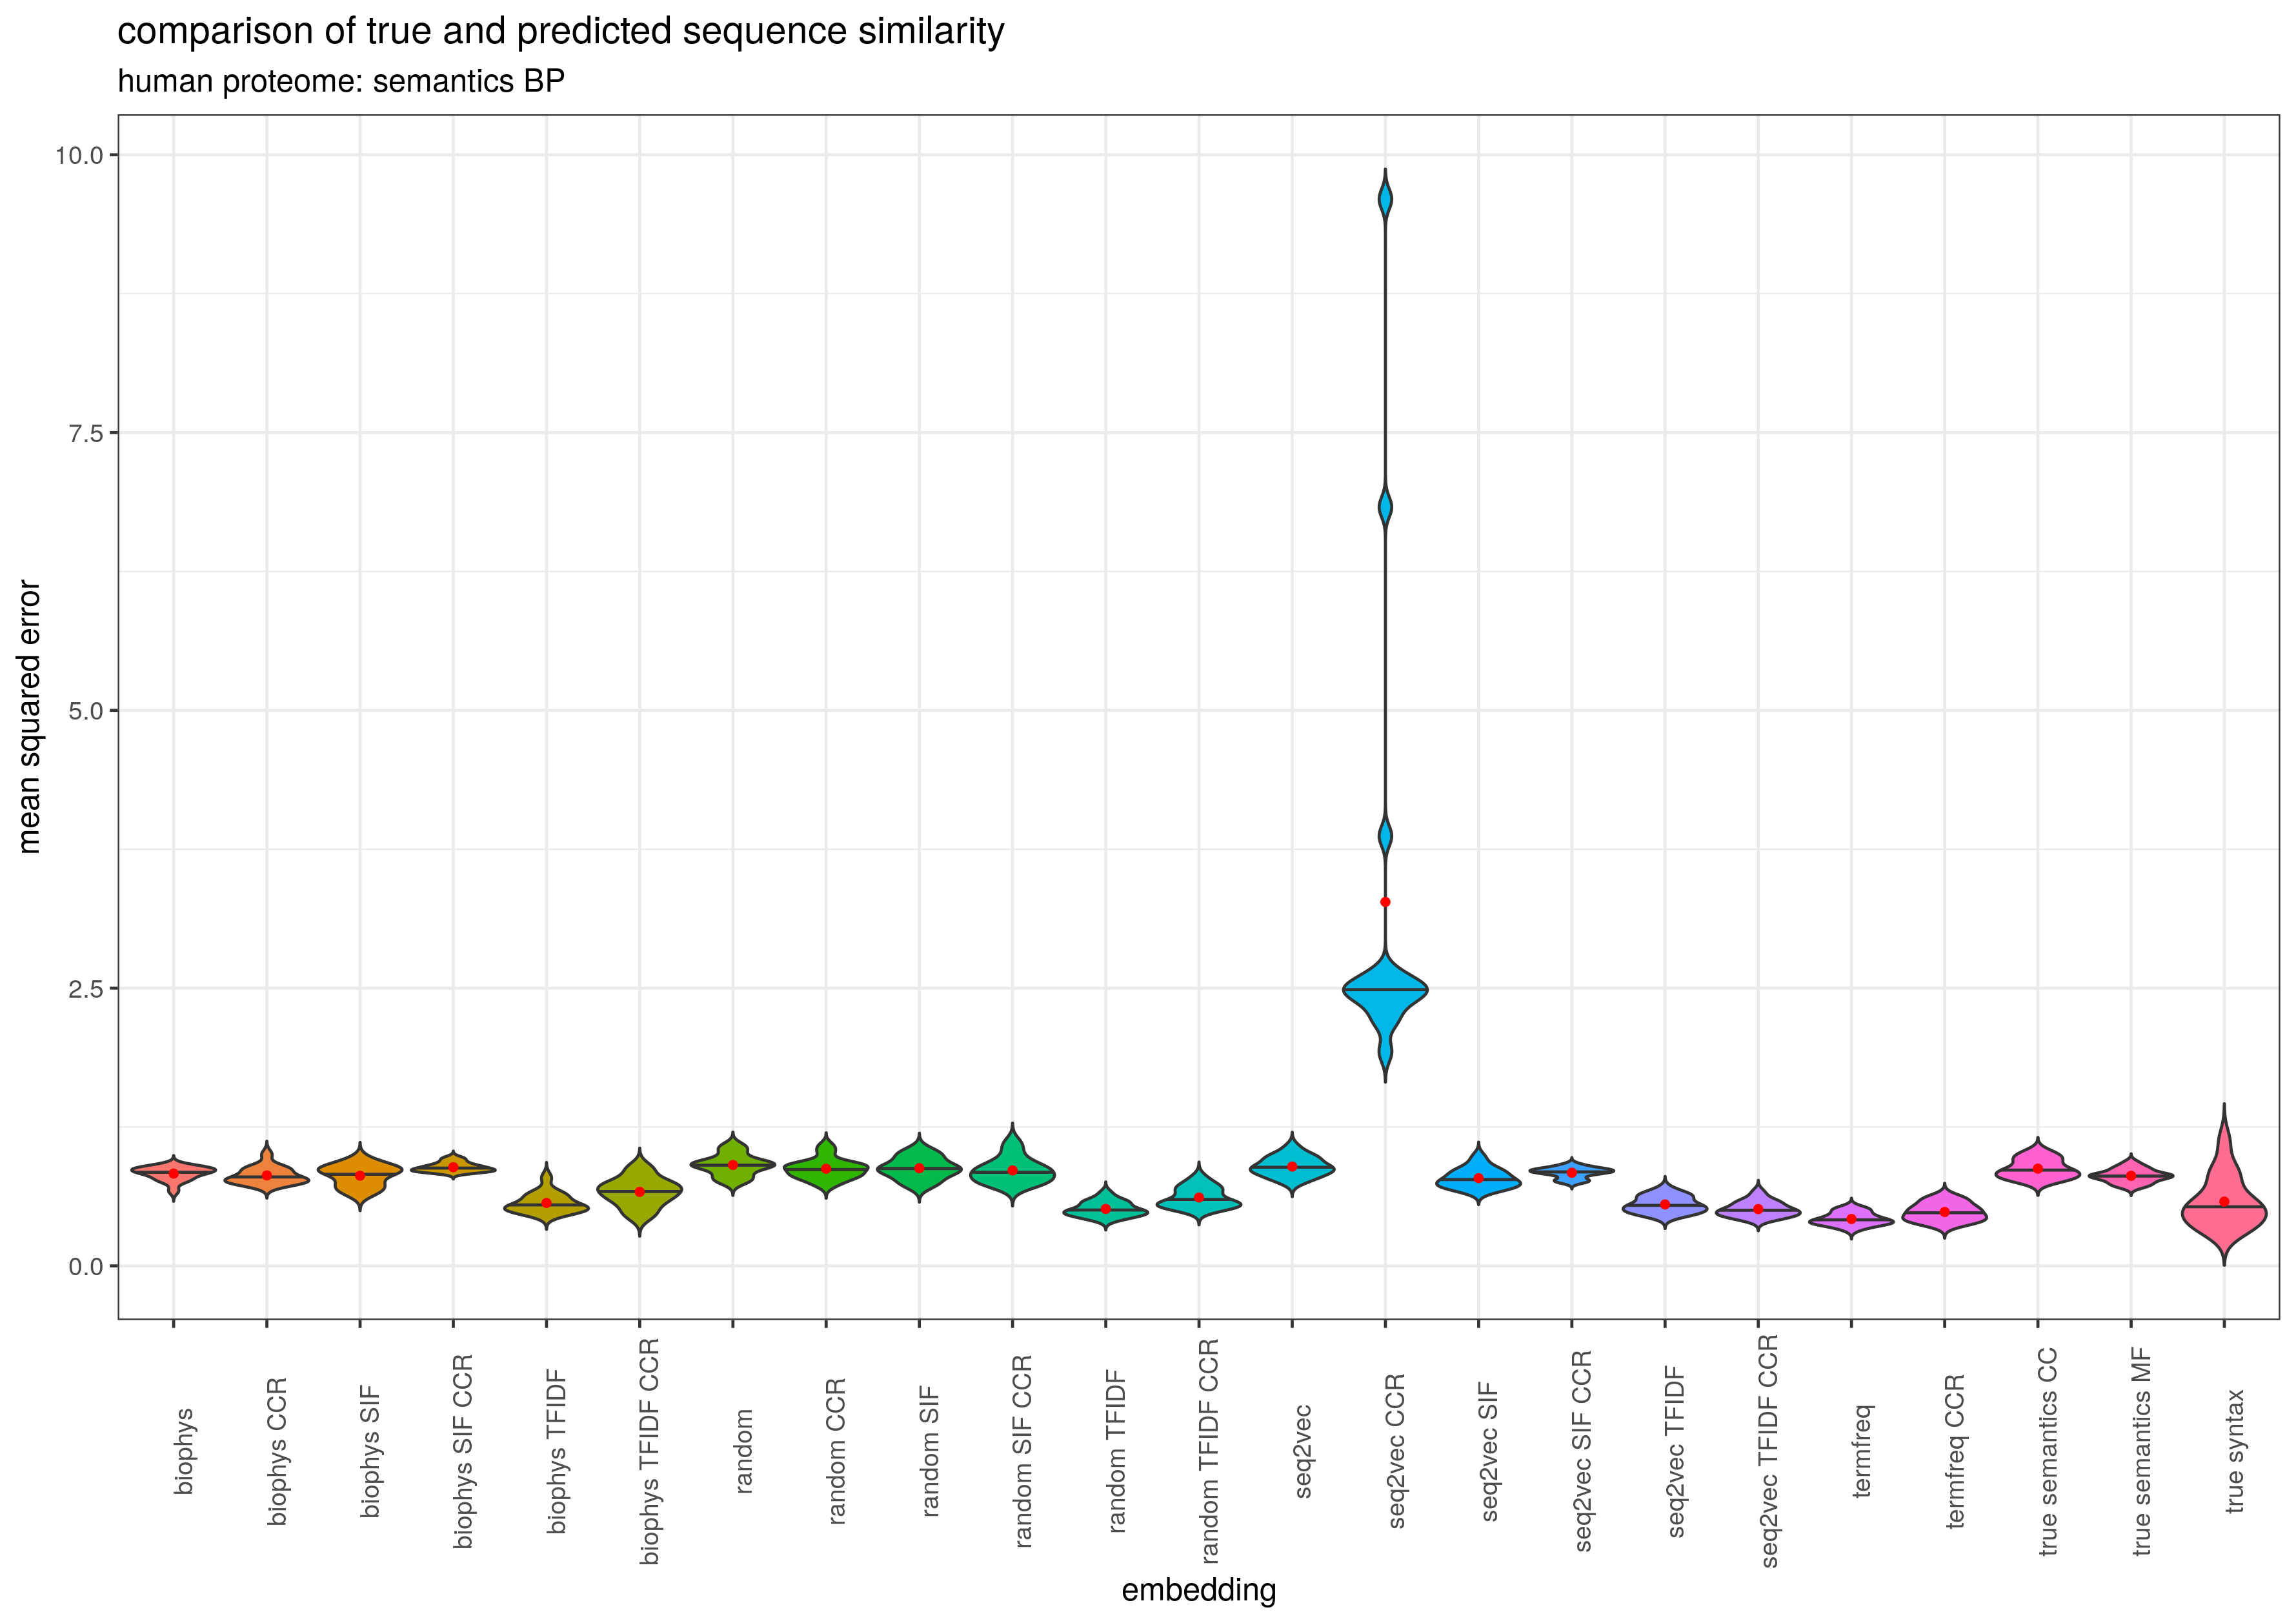 comparison of true and predicted sequence similarity
human proteome: semantics BP
mean squared error
10.0
7.5
5.0
2.5
0.0
biophys
biophys CCR
biophys SIF
biophys SIF CCR
biophys TFIDF
biophys TFIDF CCR
random
random CCR
random SIF
random SIF CCR
random TFIDF
random TFIDF CCR
seq2vec
seq2vec CCR
seq2vec SIF
seq2vec SIF CCR
seq2vec TFIDF
seq2vec TFIDF CCR
termfreq
termfreq CCR
true semantics CC
true semantics MF
true syntax
embedding